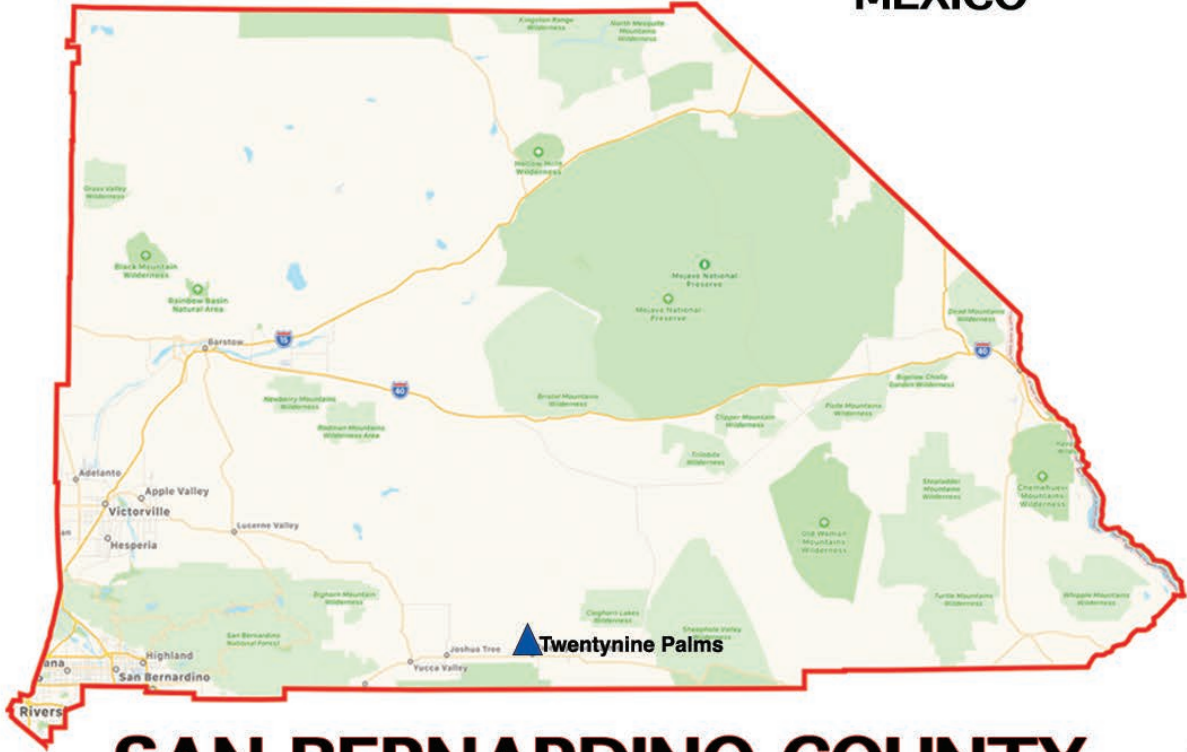 MEXICO
Kingston Range
Wilderness
North Mesquite
Mountains
Wilderness
Hollow Hills
Wilderness
Grass Valley
Wilderness
Black Mountain
Wilderness
Rainbow Basin
Natural Area
Mojave National
Preserve
Mojave National
Preserve
Dead Mountains
Wilderness
15
Barstow
40
40
Newberry Mountains
Wilderness
Bristol Mountains
Wilderness
Bigelow Cholla
Garden Wilderness
Rodman Mountains
Wilderness Area
Clipper Mountain
Wilderness
Piute Mountains
Wilderness
Trilobite
Wilderness
Adelanto
Apple Valley
Victorville
Stepladder
Mountains
Wilderness
Chemehuevi
Mountains
Wilderness
Lucerne Valley
Hesperia
Old Woman
Mountains
Wilderness
Bighorn Mountain
Wilderness
Cleghorn Lakes
Wilderness
Turtle Mountains
Wilderness
Whipple Mountains
Wilderness
San Bernardino
National Forest
Sheephole Valley
Wilderness
Twentynine Palms
Joshua Tree
Yucca Valley
Highland
ana
San Bernardino
Rivers
SAN BERNARDINO COUNTY